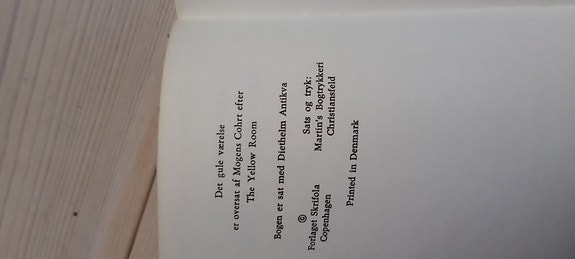 Det gule værelse
er oversat af Mogens Cohrt efter
The Yellow Room
Bogen er sat med Diethelm Antikva
©
Forlaget Skrifola
Copenhagen
Sats og tryk:
Martin's Bogtrykkeri
Christiansfeld
Printed in Denmark